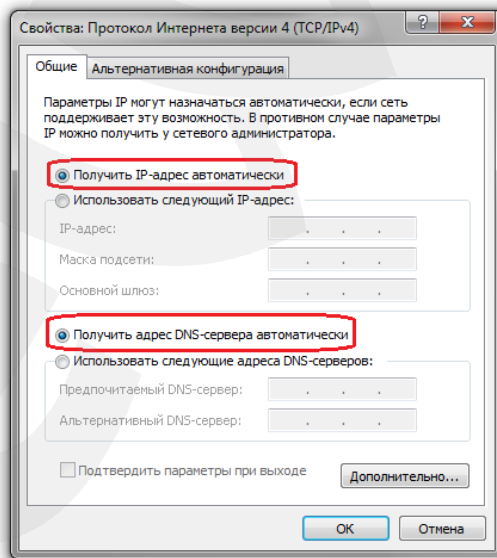 Свойства: Протокол Интернета версии 4 (TCP/IPv4)
Общие
Альтернативная конфигурация
Параметры IP могут назначаться автоматически, если сеть
поддерживает эту возможность. В противном случае параметры
IP можно получить у сетевого администратора.
Получить IP-адрес автоматически
Использовать следующий IP-адрес:
IP-адрес:
Маска подсети:
Основной шлюз:
Получить адрес DNS-сервера автоматически
Использовать следующие адреса DNS-серверов:
Предпочитаемый DNS-сервер:
Альтернативный DNS-сервер:
Подтвердить параметры при выходе
Дополнительно...
ОК
Отмена